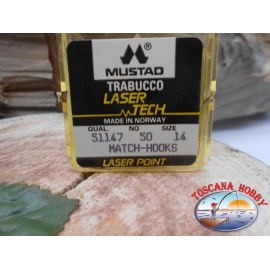 MUSTAD
TRABUCCO
LASER
TECH
MADE IN NORWAY
QUAL. NO SIZE
51147 50 14
MATCH-HOOKS
LASER POINT
TOSCANA HOBBY